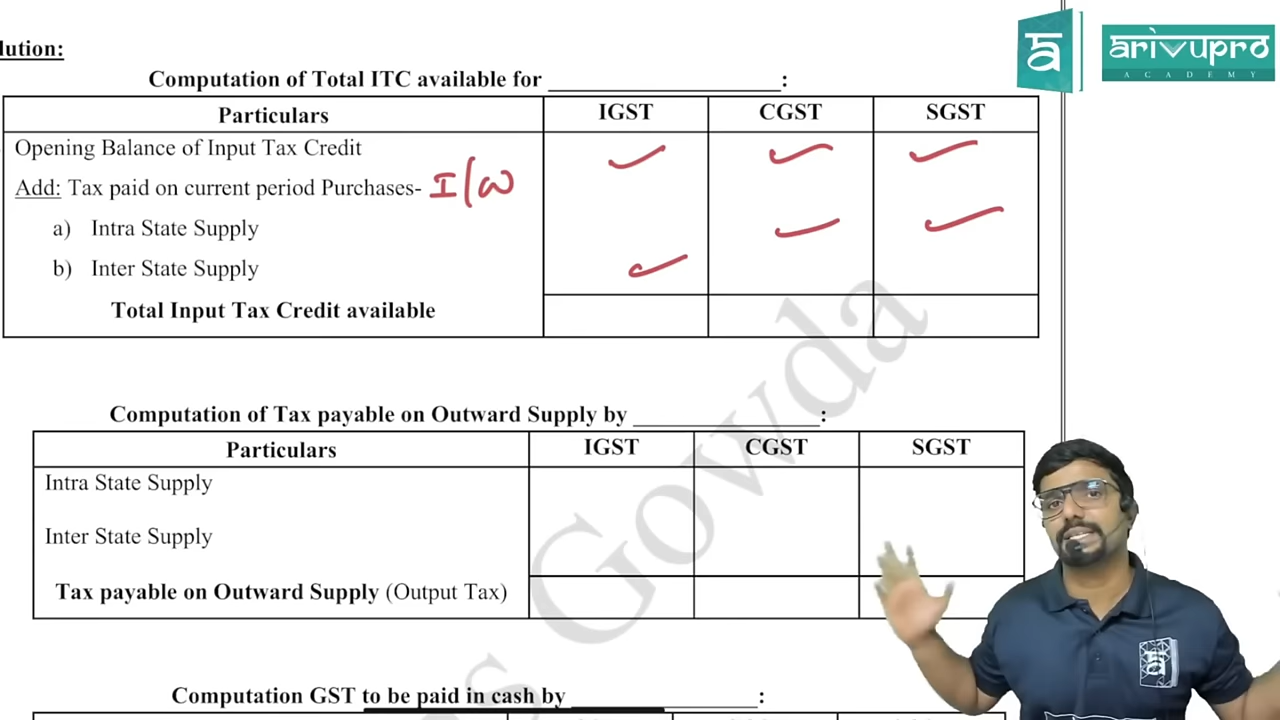 lution:
Computation of Total ITC available for ____________________:
Particulars IGST CGST SGST
Opening Balance of Input Tax Credit
Add: Tax paid on current period Purchases- I/W
a) Intra State Supply
b) Inter State Supply
Total Input Tax Credit available
Computation of Tax payable on Outward Supply by ________________:
Particulars IGST CGST SGST
Intra State Supply
Inter State Supply
Tax payable on Outward Supply (Output Tax)
Computation GST to be paid in cash by ________________:
arivupro
ACADEMY
s Gowda